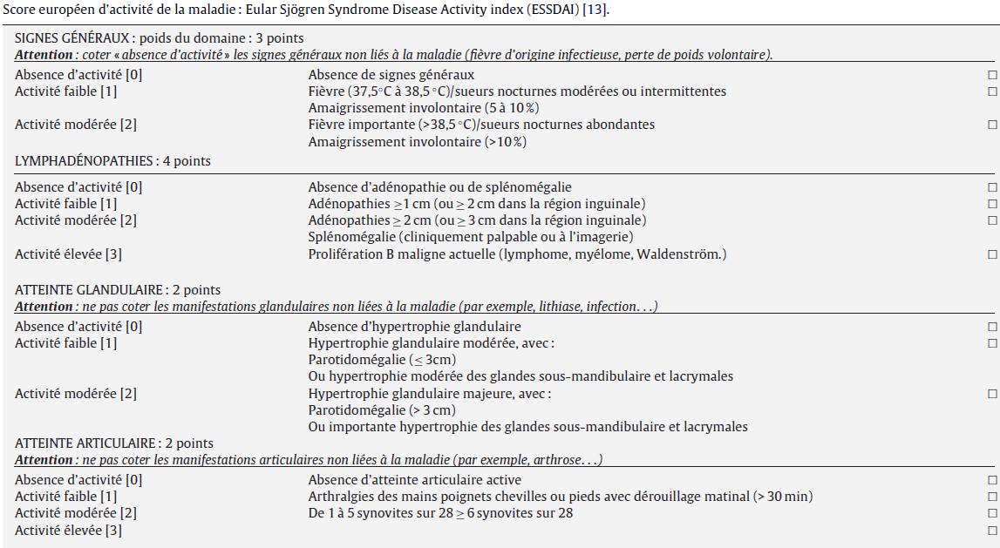 Score européen d’activité de la maladie : Eular Sjögren Syndrome Disease Activity index (ESSDAI) [13].
SIGNES GÉNÉRAUX : poids du domaine : 3 points
Attention : coter « absence d’activité » les signes généraux non liés à la maladie (fièvre d’origine infectieuse, perte de poids volontaire).
Absence d’activité [0] Absence de signes généraux □
Activité faible [1] Fièvre (37,5°C à 38,5 °C)/sueurs nocturnes modérées ou intermittentes □
Amaigrissement involontaire (5 à 10 %)
Activité modérée [2] Fièvre importante (>38,5 °C)/sueurs nocturnes abondantes □
Amaigrissement involontaire (>10 %)
LYMPHADÉNOPATHIES : 4 points
Absence d’activité [0] Absence d’adénopathie ou de splénomégalie □
Activité faible [1] Adénopathies ≥1 cm (ou ≥ 2 cm dans la région inguinale) □
Activité modérée [2] Adénopathies ≥ 2 cm (ou ≥ 3 cm dans la région inguinale) □
Splénomégalie (cliniquement palpable ou à l’imagerie)
Activité élevée [3] Prolifération B maligne actuelle (lymphome, myélome, Waldenström.) □
ATTEINTE GLANDULAIRE : 2 points
Attention : ne pas coter les manifestations glandulaires non liées à la maladie (par exemple, lithiase, infection. . .)
Absence d’activité [0] Absence d’hypertrophie glandulaire □
Activité faible [1] Hypertrophie glandulaire modérée, avec : □
Parotidomégalie (≤ 3cm)
Ou hypertrophie modérée des glandes sous-mandibulaire et lacrymales
Activité modérée [2] Hypertrophie glandulaire majeure, avec : □
Parotidomégalie (> 3 cm)
Ou importante hypertrophie des glandes sous-mandibulaire et lacrymales
ATTEINTE ARTICULAIRE : 2 points
Attention : ne pas coter les manifestations articulaires non liées à la maladie (par exemple, arthrose. . .)
Absence d’activité [0] Absence d’atteinte articulaire active □
Activité faible [1] Arthralgies des mains poignets chevilles ou pieds avec dérouillage matinal (> 30 min) □
Activité modérée [2] De 1 à 5 synovites sur 28 ≥ 6 synovites sur 28 □
Activité élevée [3] □